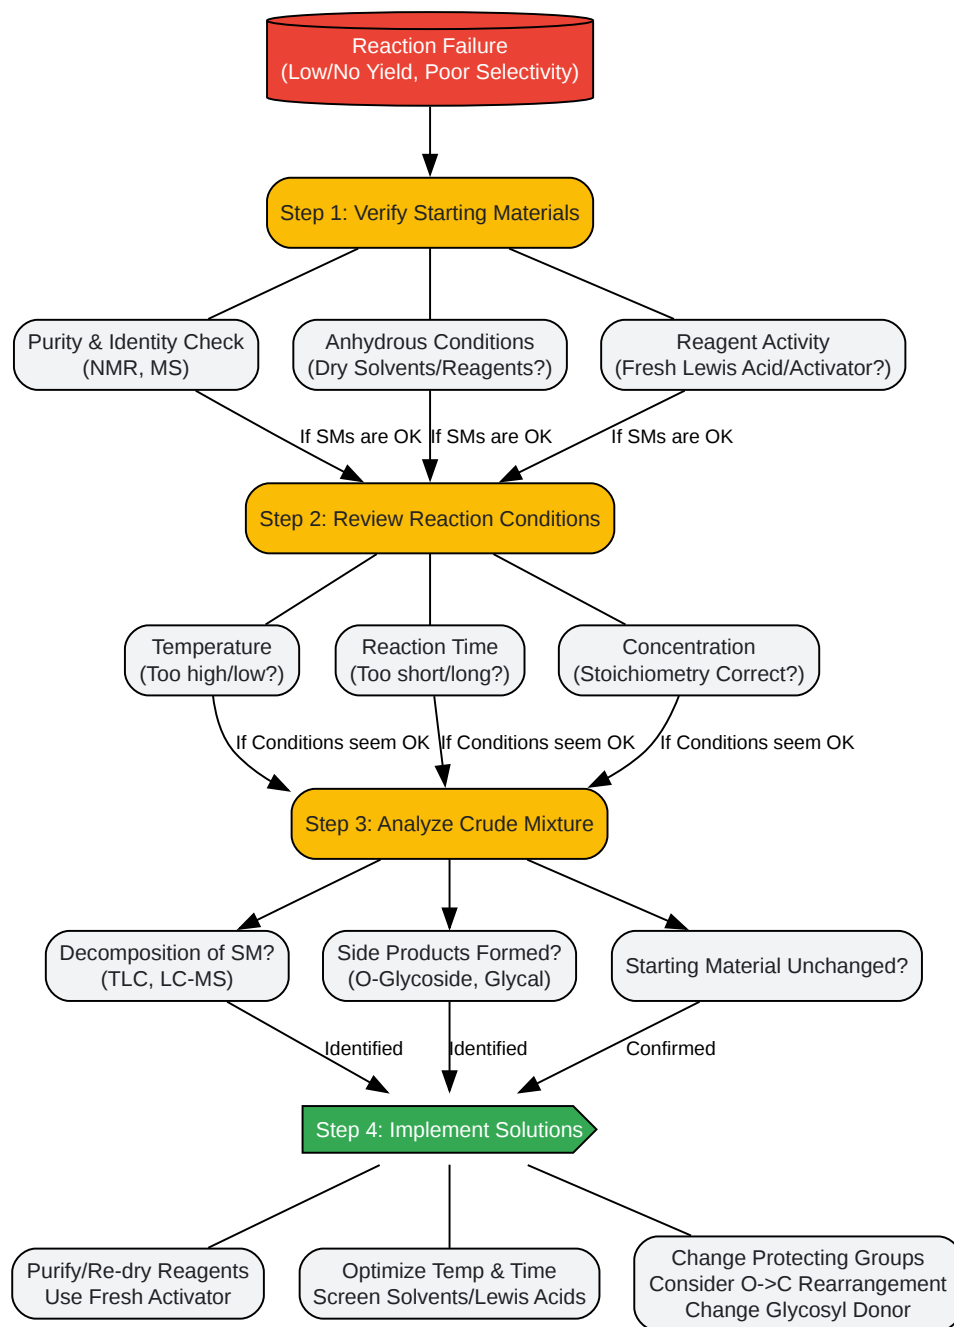 Reaction Failure
(Low/No Yield, Poor Selectivity)
Step 1: Verify Starting Materials
Purity & Identity Check
(NMR, MS)
Anhydrous Conditions
(Dry Solvents/Reagents?)
Reagent Activity
(Fresh Lewis Acid/Activator?)
If SMs are OK
If SMs are OK
If SMs are OK
Step 2: Review Reaction Conditions
Temperature
(Too high/low?)
Reaction Time
(Too short/long?)
Concentration
(Stoichiometry Correct?)
If Conditions seem OK
If Conditions seem OK
If Conditions seem OK
Step 3: Analyze Crude Mixture
Decomposition of SM?
(TLC, LC-MS)
Side Products Formed?
(O-Glycoside, Glycal)
Starting Material Unchanged?
Identified
Identified
Confirmed
Step 4: Implement Solutions
Purify/Re-dry Reagents
Use Fresh Activator
Optimize Temp & Time
Screen Solvents/Lewis Acids
Change Protecting Groups
Consider O->C Rearrangement
Change Glycosyl Donor